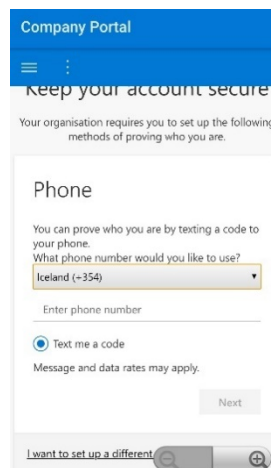 Company Portal
Keep your account secure
Your organisation requires you to set up the following
methods of proving who you are.
Phone
You can prove who you are by texting a code to
your phone.
What phone number would you like to use?
Iceland (+354)
Enter phone number
Text me a code
Message and data rates may apply.
Next
I want to set up a different